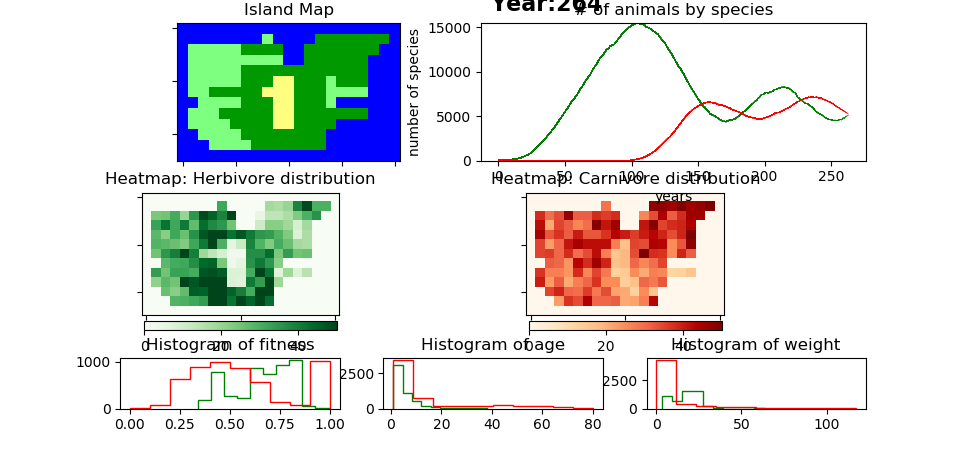 Year:264
Island Map
# of animals by species
number of species
15000
10000
5000
0
0 50 100 150 200 250
years
Heatmap: Herbivore distribution
Heatmap: Carnivore distribution
0 20 40
0 20 40
Histogram of fitness
Histogram of age
Histogram of weight
1000
0
0.00 0.25 0.50 0.75 1.00
2500
0
0 20 40 60 80
2500
0
0 50 100